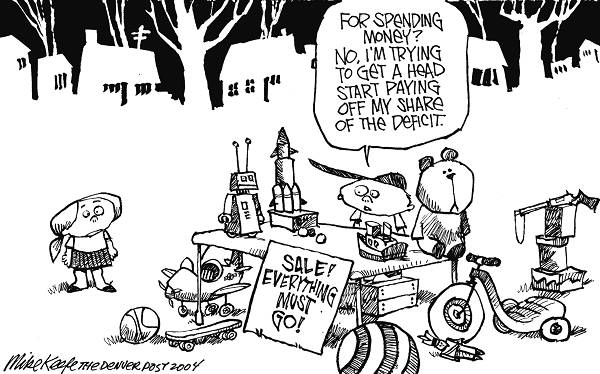 FOR SPENDING
MONEY?
NO, I'M TRYING
TO GET A HEAD
START PAYING
OFF MY SHARE
OF THE DEFICIT.
SALE!
EVERYTHING
MUST
GO!
MIKE KEEFE THE DENVER POST 2004